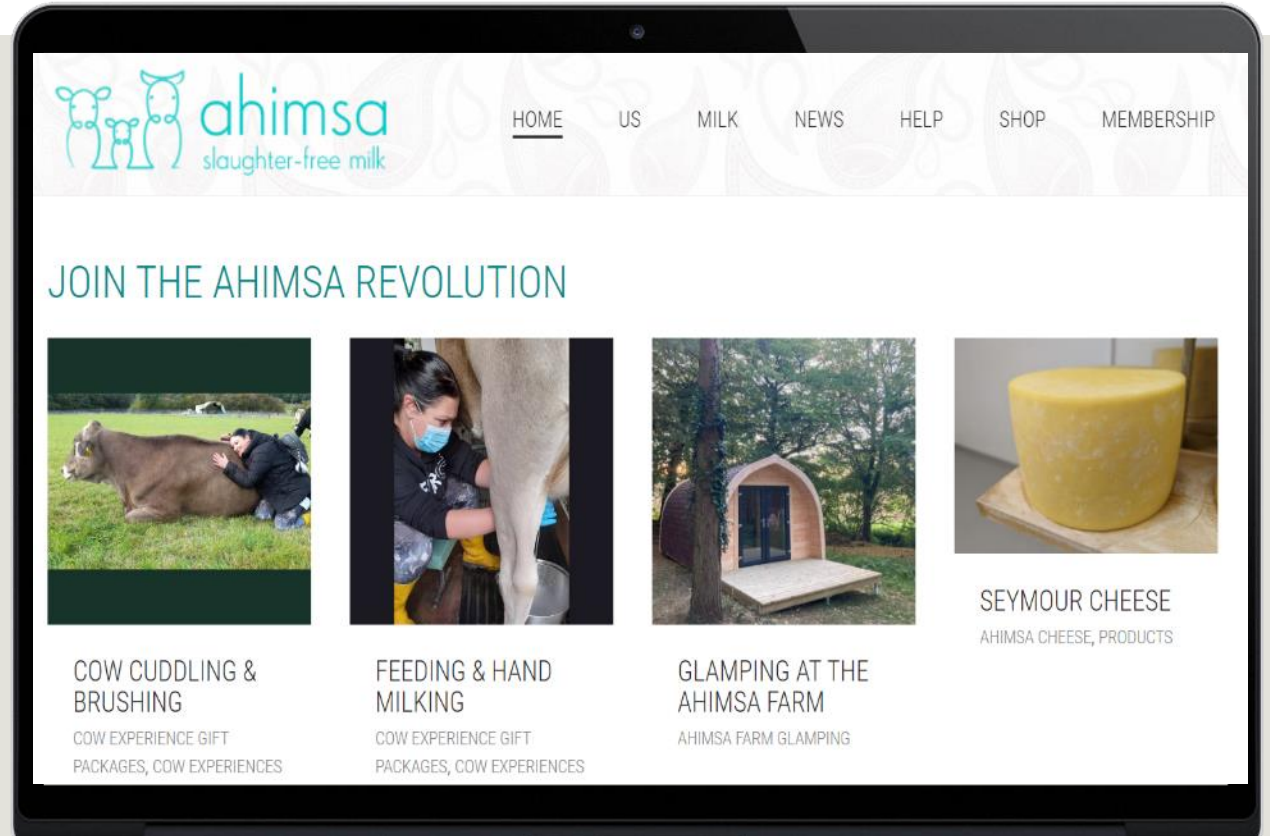 ahimsa
slaughter-free milk
HOME US MILK NEWS HELP SHOP MEMBERSHIP
JOIN THE AHIMSA REVOLUTION
COW CUDDLING &
BRUSHING
COW EXPERIENCE GIFT
PACKAGES, COW EXPERIENCES
FEEDING & HAND
MILKING
COW EXPERIENCE GIFT
PACKAGES, COW EXPERIENCES
GLAMPING AT THE
AHIMSA FARM
AHIMSA FARM GLAMPING
SEYMOUR CHEESE
AHIMSA CHEESE, PRODUCTS